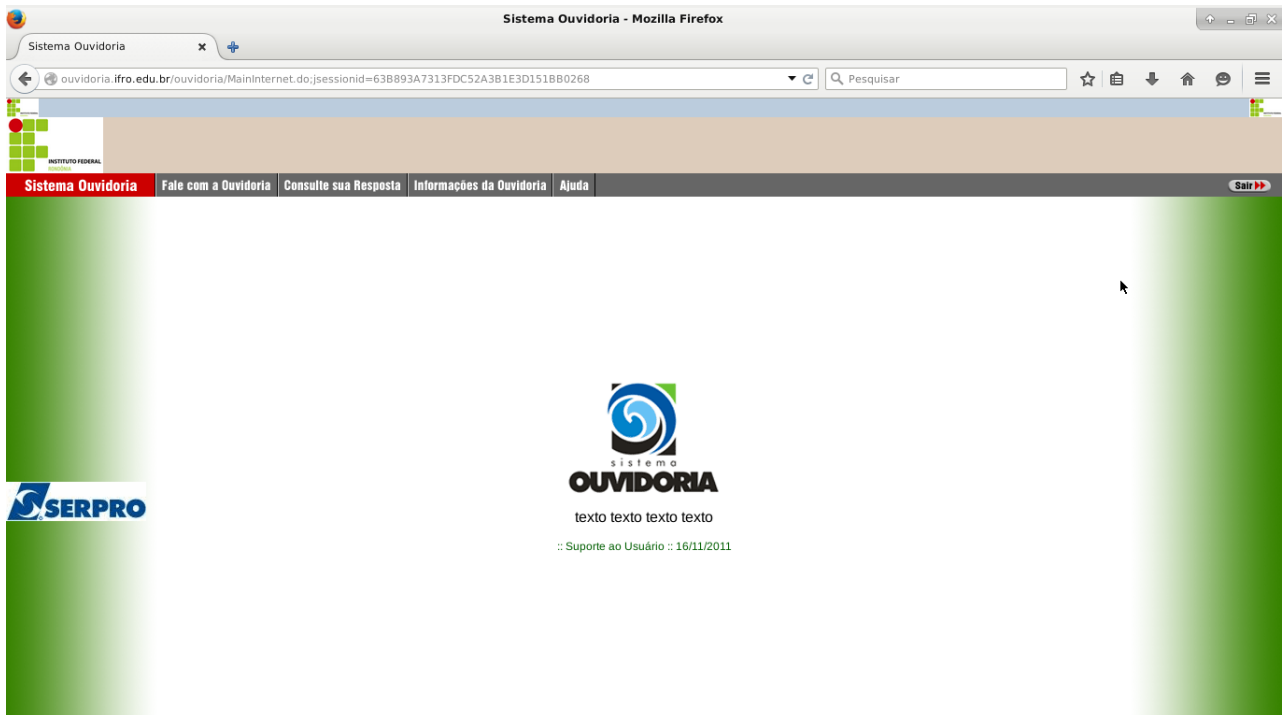 Sistema Ouvidoria - Mozilla Firefox
Sistema Ouvidoria
ouvidoria.ifro.edu.br/ouvidoria/MainInternet.do;jsessionid=63B893A7313FDC52A3B1E3D151BB0268
Pesquisar
INSTITUTO FEDERAL
RONDÔNIA
Sistema Ouvidoria Fale com a Ouvidoria Consulte sua Resposta Informações da Ouvidoria Ajuda Sair
sistema
OUVIDORIA
SERPRO
texto texto texto texto
:: Suporte ao Usuário :: 16/11/2011